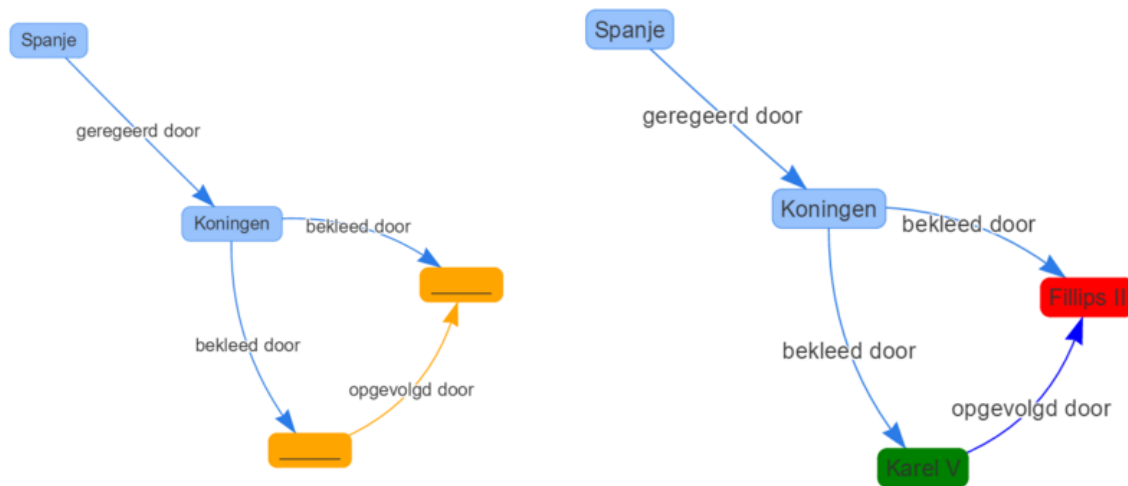 Spanje
geregeerd door
Koningen
bekleed door
bekleed door
opgevolgd door
Spanje
geregeerd door
Koningen
bekleed door
Fillips II
bekleed door
opgevolgd door
Karel V